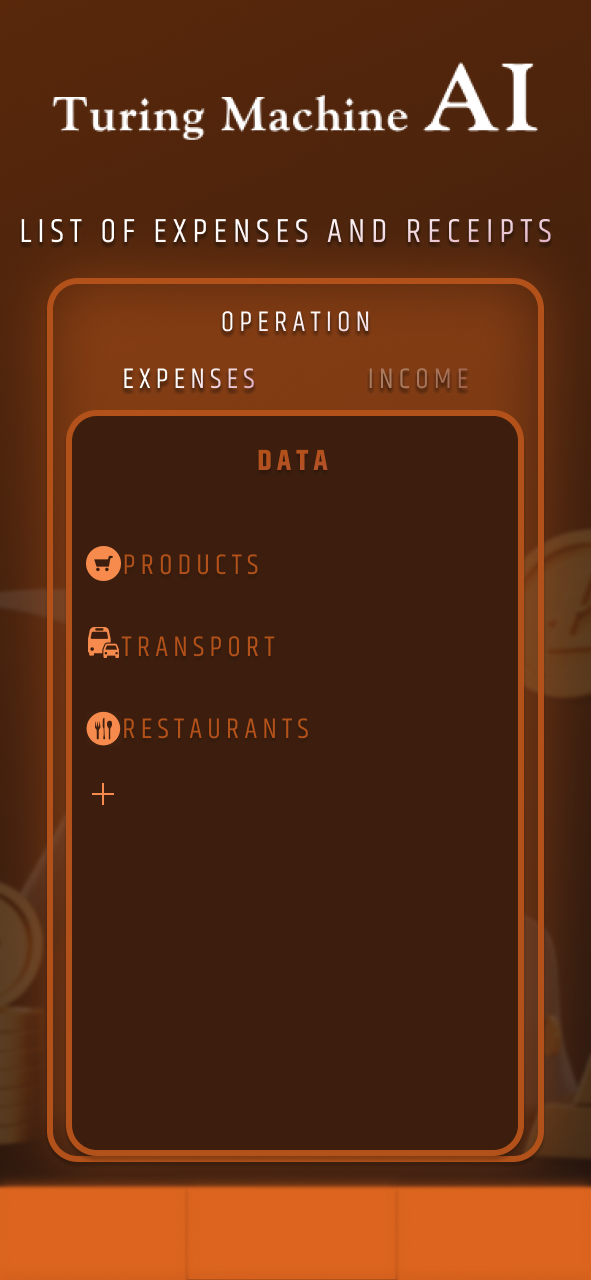 Turing Machine AI
LIST OF EXPENSES AND RECEIPTS
OPERATION
EXPENSES INCOME
DATA
PRODUCTS
TRANSPORT
RESTAURANTS